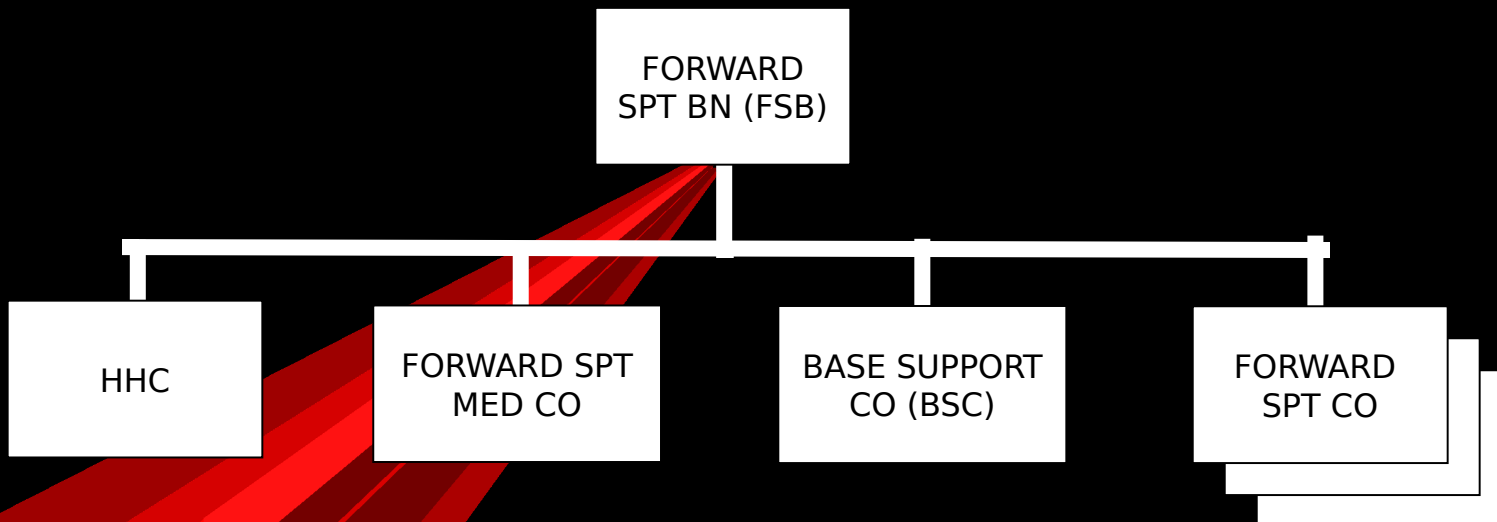 FORWARD
SPT BN (FSB)
HHC
FORWARD SPT
MED CO
BASE SUPPORT
CO (BSC)
FORWARD
SPT CO